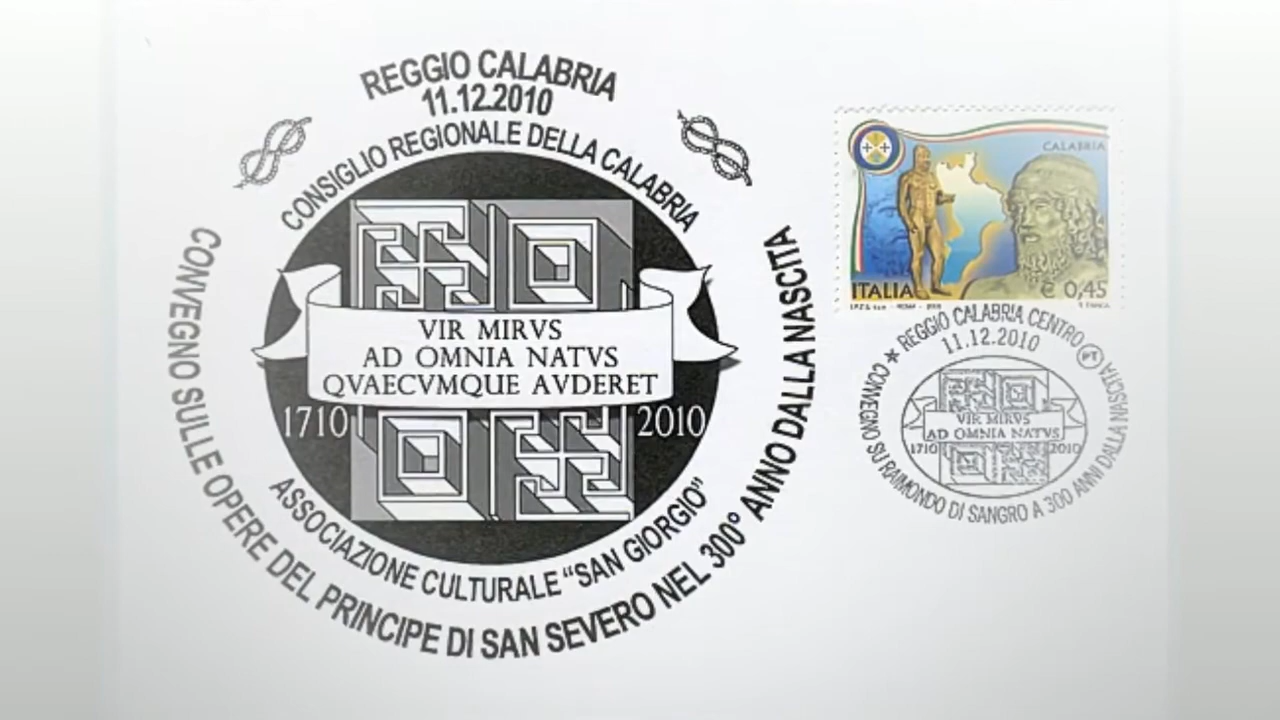 REGGIO CALABRIA
11.12.2010
CONSIGLIO REGIONALE DELLA CALABRIA
VIR MIRVS
AD OMNIA NATVS
QVAECVMQUE AVDERET
1710
2010
ASSOCIAZIONE CULTURALE “SAN GIORGIO”
CONVEGNO SULLE OPERE DEL PRINCIPE DI SAN SEVERO NEL 300° ANNO DALLA NASCITA
CALABRIA
ITALIA
€ 0,45
I.P.Z.S. S.p.A. - ROMA -
T. TRINCA
REGGIO CALABRIA CENTRO
PT
11.12.2010
VIR MIRVS
AD OMNIA NATVS
1710
2010
CONVEGNO SU RAIMONDO DI SANGRO A 300 ANNI DALLA NASCITA